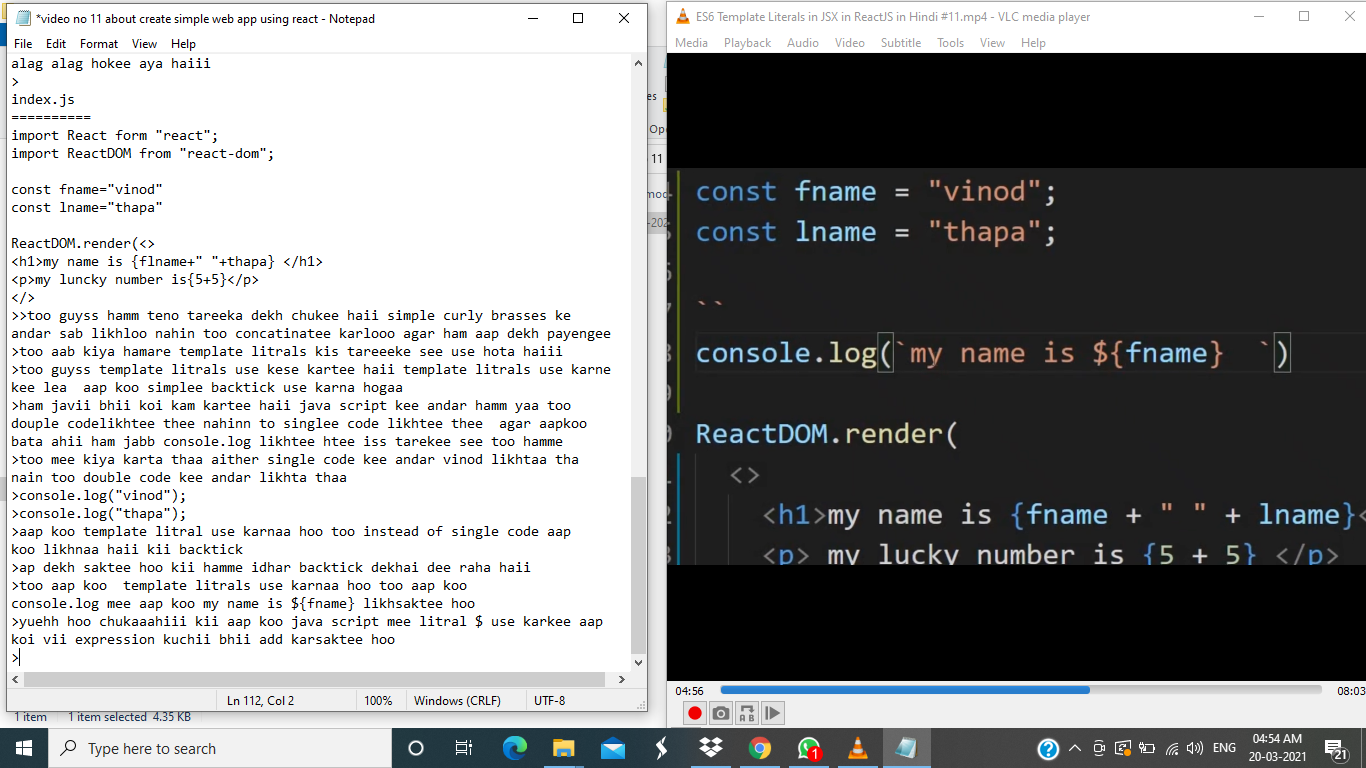 *video no 11 about create simple web app using react - Notepad
File Edit Format View Help
alag alag hokee aya haiii
>
index.js
==========
import React form "react";
import ReactDOM from "react-dom";
const fname="vinod"
const lname="thapa"
ReactDOM.render(<>
<h1>my name is {flname+" "+thapa} </h1>
<p>my luncky number is{5+5}</p>
</>
>>too guyss hamm teno tareeka dekh chukee haii simple curly brasses ke
andar sab likhloo nahin too concatinatee karlooo agar ham aap dekh payengee
>too aab kiya hamare template litrals kis tareeeke see use hota haiii
>too guyss template litrals use kese kartee haii template litrals use karne
kee lea  aap koo simplee backtick use karna hogaa
>ham javii bhii koi kam kartee haii java script kee andar hamm yaa too
douple codelikhtee thee nahinn to singlee code likhtee thee  agar aapkoo
bata ahii ham jabb console.log likhtee htee iss tarekee see too hamme
>too mee kiya karta thaa aither single code kee andar vinod likhtaa tha
nain too double code kee andar likhta thaa
>console.log("vinod");
>console.log("thapa");
>aap koo template litral use karnaa hoo too instead of single code aap
koo likhnaa haii kii backtick
>ap dekh saktee hoo kii hamme idhar backtick dekhai dee raha haii
>too aap koo  template litrals use karnaa hoo too aap koo
console.log mee aap koo my name is ${fname} likhsaktee hoo
>yuehh hoo chukaaahiii kii aap koo java script mee litral $ use karkee aap
koi vii expression kuchii bhii add karsaktee hoo
>
Ln 112, Col 2 100% Windows (CRLF) UTF-8
1 item 1 item selected 4.35 KB
es
Ope
11
mod
-202
ES6 Template Literals in JSX in ReactJS in Hindi #11.mp4 - VLC media player
Media Playback Audio Video Subtitle Tools View Help
const fname = "vinod";
const lname = "thapa";
``
console.log(`my name is ${fname}  `)
ReactDOM.render(
<>
<h1>my name is {fname + " " + lname}<
<p> my lucky number is {5 + 5} </p>
04:56 08:03
A B
Type here to search
1
ENG
04:54 AM
20-03-2021
21